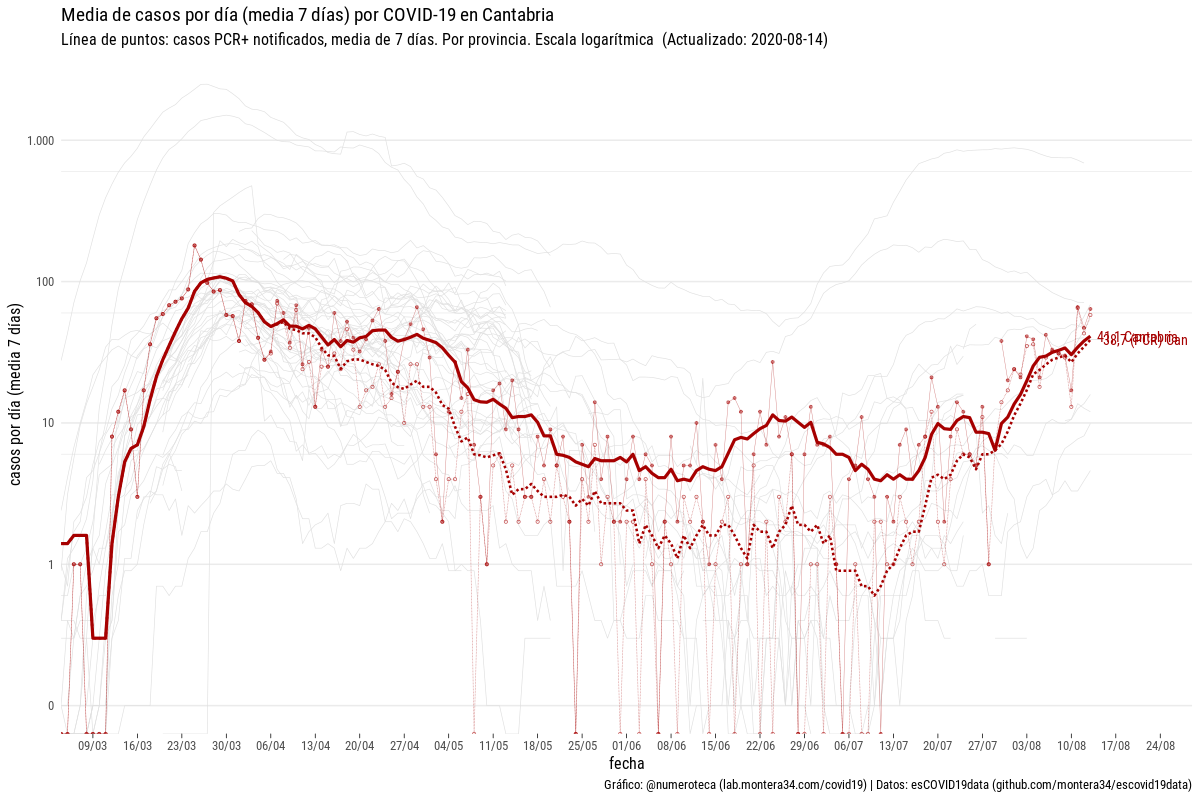 Media de casos por día (media 7 días) por COVID-19 en Cantabria
Línea de puntos: casos PCR+ notificados, media de 7 días. Por provincia. Escala logarítmica (Actualizado: 2020-08-14)
casos por día (media 7 días)
1.000
100
10
1
0
Cantabria
(PCR) Can
09/03 16/03 23/03 30/03 06/04 13/04 20/04 27/04 04/05 11/05 18/05 25/05 01/06 08/06 15/06 22/06 29/06 06/07 13/07 20/07 27/07 03/08 10/08 17/08 24/08
fecha
Gráfico: @numeroteca (lab.montera34.com/covid19) | Datos: esCOVID19data (github.com/montera34/escovid19data)